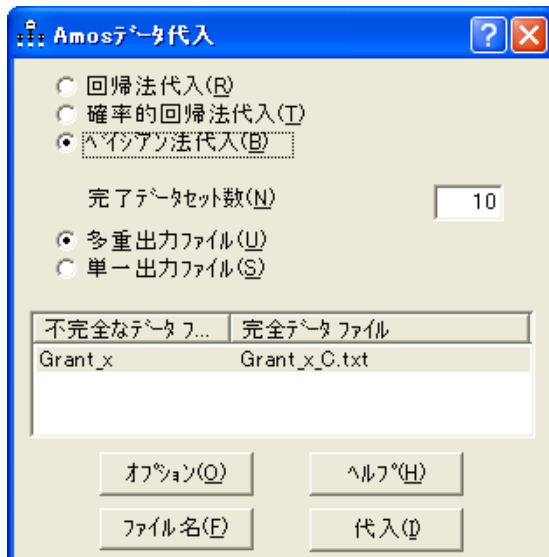 Amosデータ代入
回帰法代入(R)
確率的回帰法代入(T)
ベイジアン法代入(B)
完了データセット数(N) 10
多重出力ファイル(U)
単一出力ファイル(S)
不完全なデータ フ... 完全データ ファイル
Grant_x Grant_x_C.txt
オプション(O) ヘルプ(H)
ファイル名(F) 代入(I)